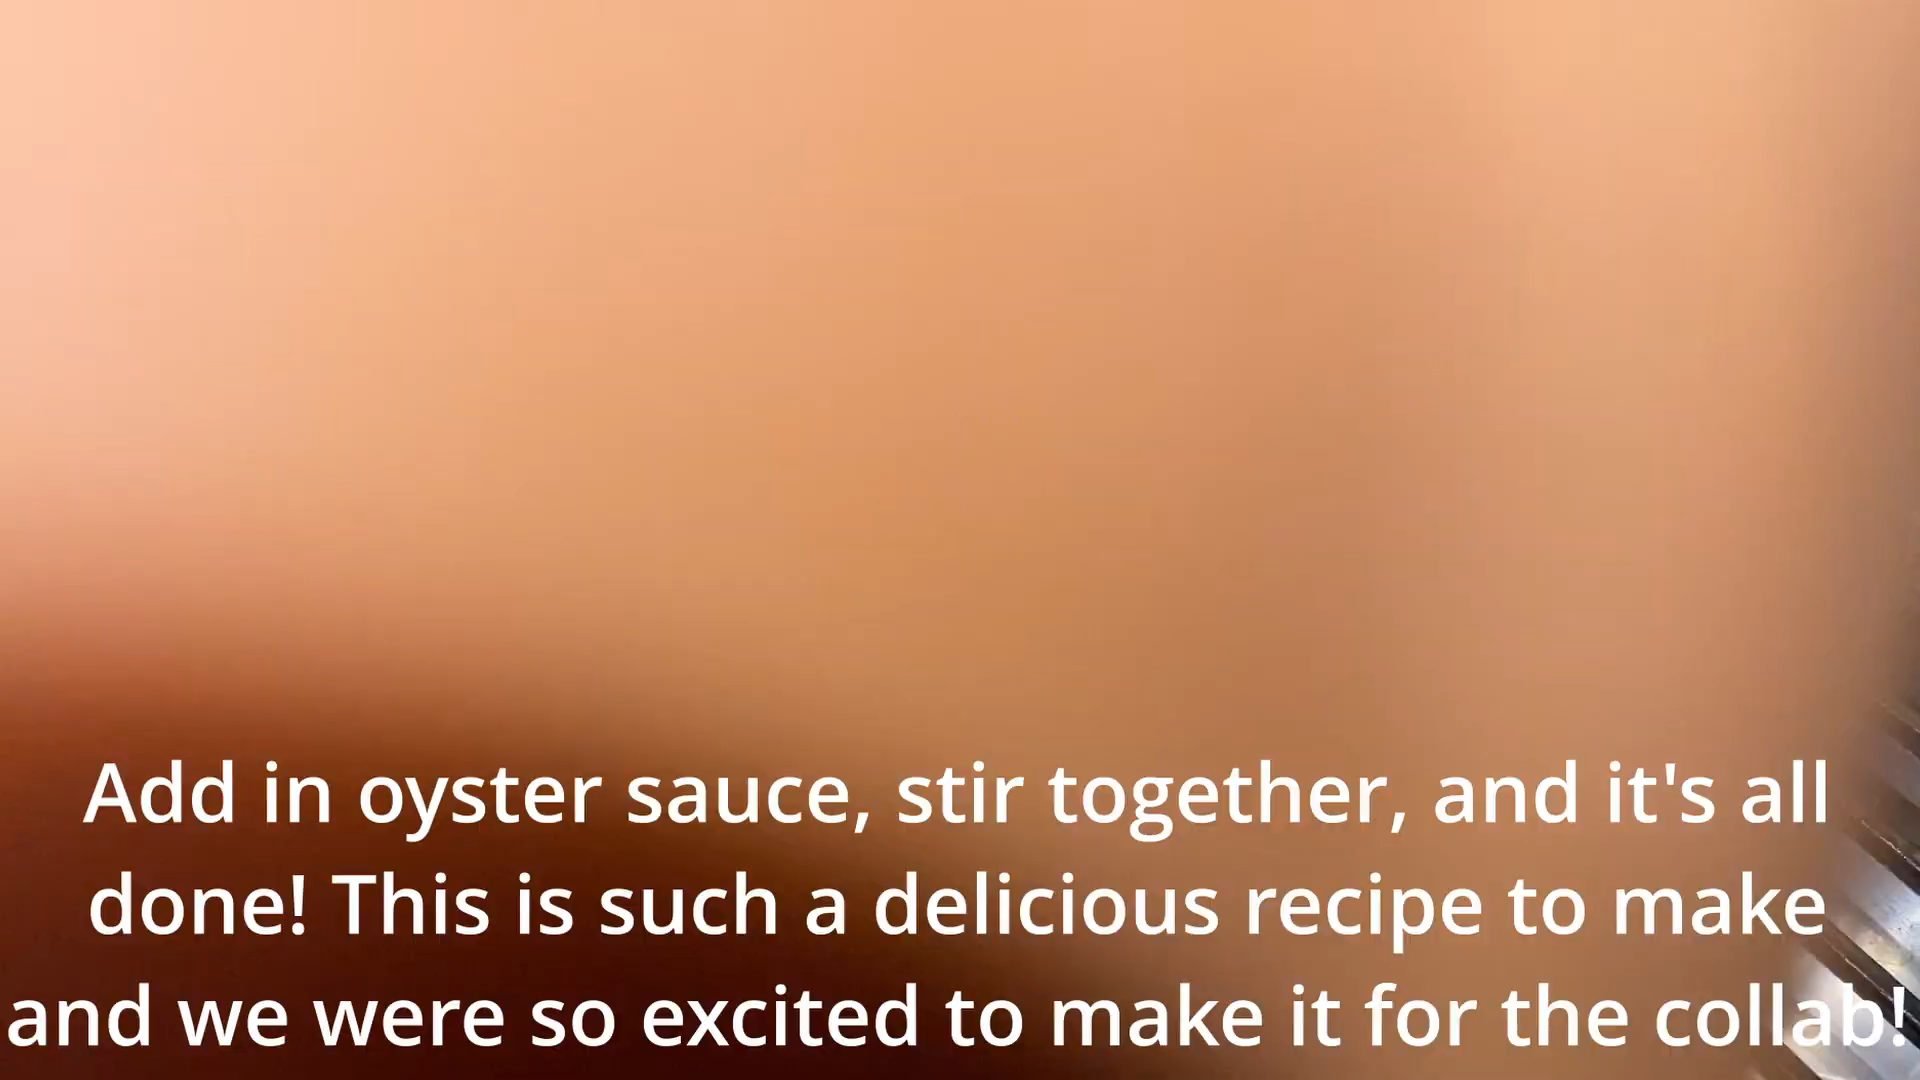 Add in oyster sauce, stir together, and it's all
done! This is such a delicious recipe to make
and we were so excited to make it for the collab!